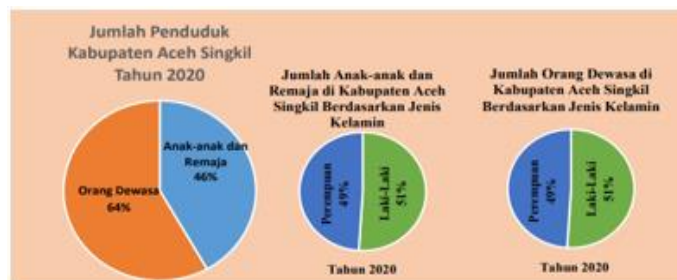 Jumlah Penduduk
Kabupaten Aceh Singkil
Tahun 2020
Anak-anak dan
Remaja
46%
Orang Dewasa
64%
Jumlah Anak-anak dan
Remaja di Kabupaten Aceh
Singkil Berdasarkan Jenis
Kelamin
Perempuan
49%
Laki-Laki
51%
Tahun 2020
Jumlah Orang Dewasa di
Kabupaten Aceh Singkil
Berdasarkan Jenis Kelamin
Perempuan
49%
Laki-Laki
51%
Tahun 2020